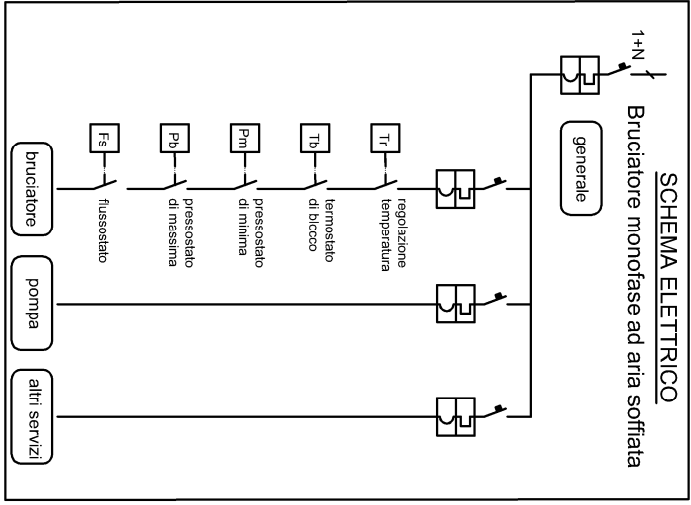 SCHEMA ELETTRICO
Bruciatore monofase ad aria soffiata
1+N
generale
Tr
regolazione
temperatura
Tb
termostato
di blocco
Pm
pressostato
di minima
Pb
pressostato
di massima
Fs
flussostato
bruciatore
pompa
altri servizi